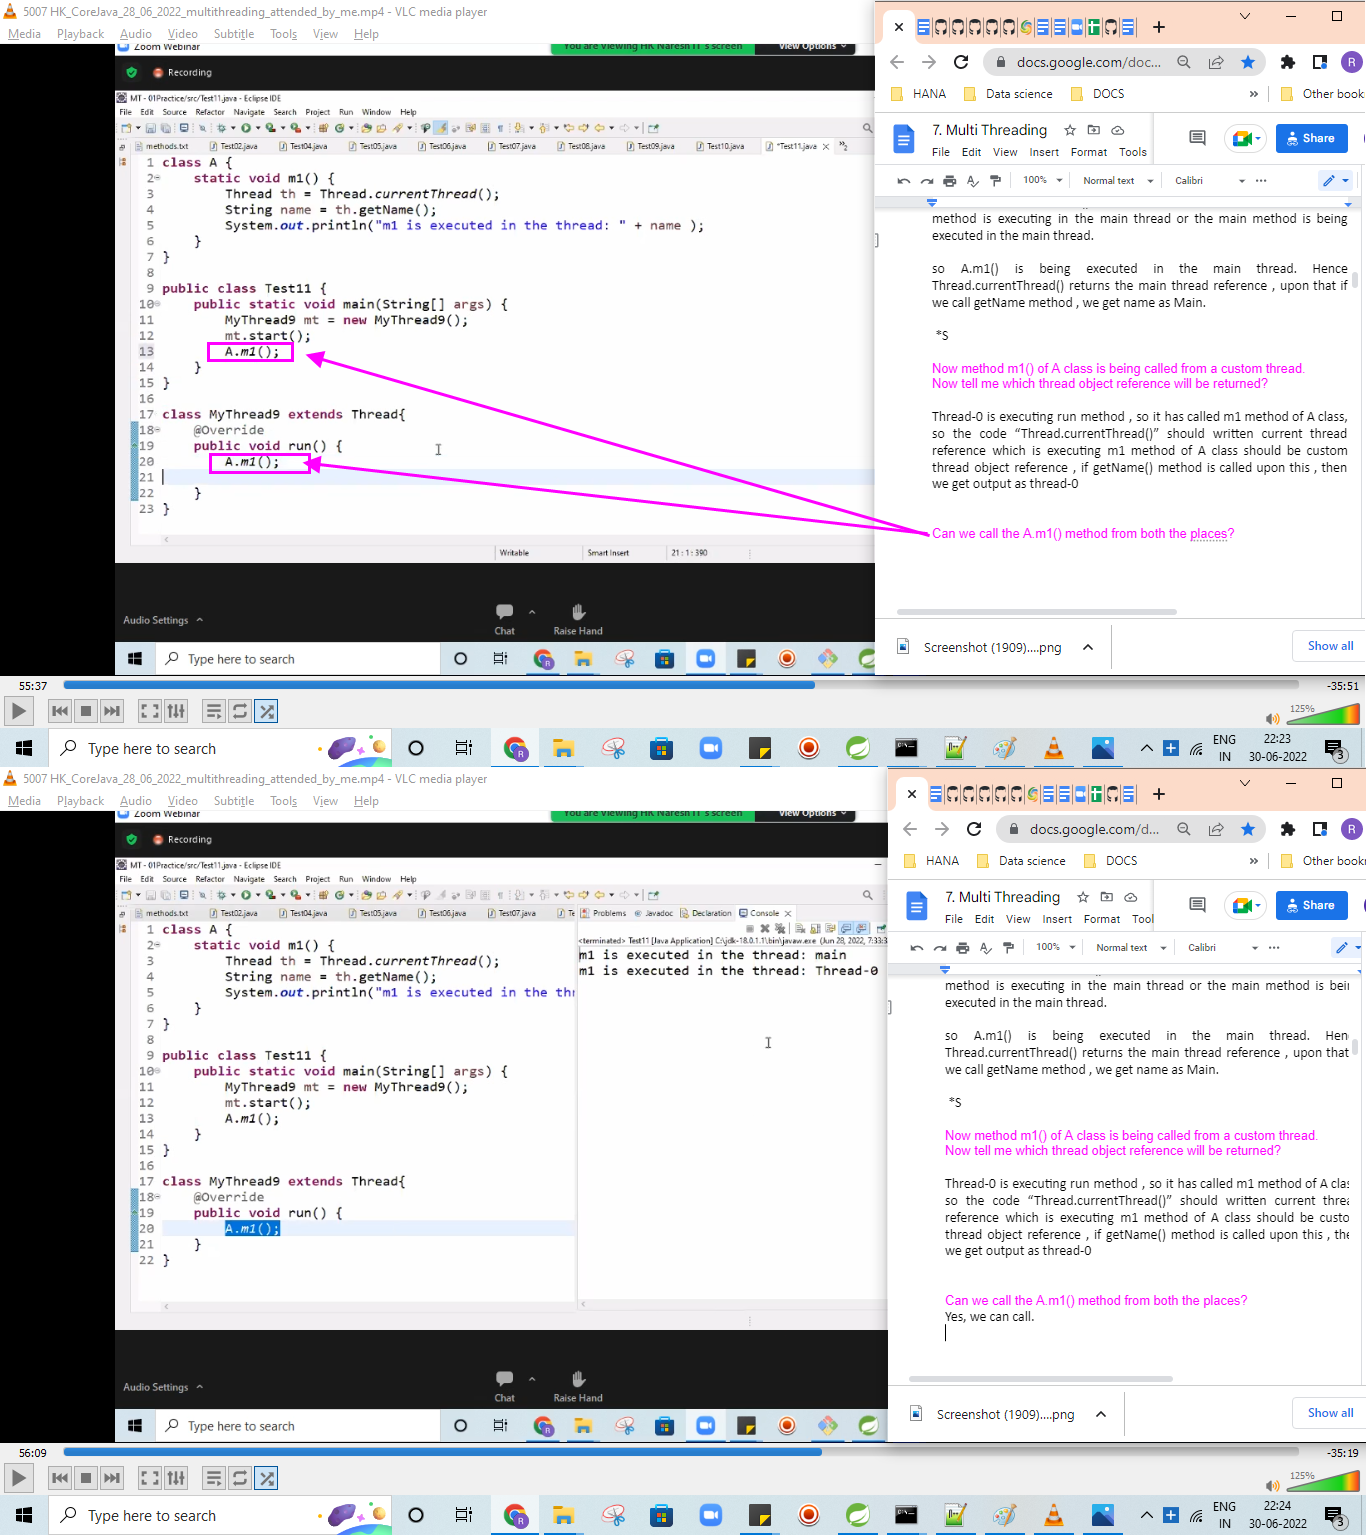 5007 HK_CoreJava_28_06_2022_multithreading_attended_by_me.mp4 - VLC media player
Media Playback Audio Video Subtitle Tools View Help
Zoom Webinar
You are viewing HK Naresh IT's screen
View Options
Recording
MT - 01Practice/src/Test11.java - Eclipse IDE
File Edit Source Refactor Navigate Search Project Run Window Help
methods.txt Test02.java Test04.java Test05.java Test06.java Test07.java Test08.java Test09.java Test10.java *Test11.java
1 class A {
2 static void m1() {
3 Thread th = Thread.currentThread();
4 String name = th.getName();
5 System.out.println("m1 is executed in the thread: " + name );
6 }
7 }
8
9 public class Test11 {
10 public static void main(String[] args) {
11 MyThread9 mt = new MyThread9();
12 mt.start();
13 A.m1();
14 }
15 }
16
17 class MyThread9 extends Thread{
18 @Override
19 public void run() {
20 A.m1();
21
22 }
23 }
Writable Smart Insert 21 : 1 : 390
Audio Settings
Chat
Raise Hand
Type here to search
docs.google.com/doc...
R
HANA Data science DOCS » Other book
7. Multi Threading
File Edit View Insert Format Tools
Share
100% Normal text Calibri
method is executing in the main thread or the main method is being
executed in the main thread.
so A.m1() is being executed in the main thread. Hence
Thread.currentThread() returns the main thread reference , upon that if
we call getName method , we get name as Main.
*S
Now method m1() of A class is being called from a custom thread.
Now tell me which thread object reference will be returned?
Thread-0 is executing run method , so it has called m1 method of A class,
so the code “Thread.currentThread()” should written current thread
reference which is executing m1 method of A class should be custom
thread object reference , if getName() method is called upon this , then
we get output as thread-0
Can we call the A.m1() method from both the places?
Screenshot (1909)....png
Show all
55:37
-35:51
125%
Type here to search
ENG
IN
22:23
30-06-2022
3
5007 HK_CoreJava_28_06_2022_multithreading_attended_by_me.mp4 - VLC media player
Media Playback Audio Video Subtitle Tools View Help
Zoom Webinar
You are viewing HK Naresh IT's screen
View Options
Recording
MT - 01Practice/src/Test11.java - Eclipse IDE
File Edit Source Refactor Navigate Search Project Run Window Help
methods.txt Test02.java Test04.java Test05.java Test06.java Test07.java Te
1 class A {
2 static void m1() {
3 Thread th = Thread.currentThread();
4 String name = th.getName();
5 System.out.println("m1 is executed in the thr
6 }
7 }
8
9 public class Test11 {
10 public static void main(String[] args) {
11 MyThread9 mt = new MyThread9();
12 mt.start();
13 A.m1();
14 }
15 }
16
17 class MyThread9 extends Thread{
18 @Override
19 public void run() {
20 A.m1();
21 }
22 }
Problems Javadoc Declaration Console
<terminated> Test11 [Java Application] C:\jdk-18.0.1.1\bin\javaw.exe (Jun 28, 2022, 7:33:3
m1 is executed in the thread: main
m1 is executed in the thread: Thread-0
Audio Settings
Chat
Raise Hand
Type here to search
docs.google.com/d...
R
HANA Data science DOCS » Other book
7. Multi Threading
File Edit View Insert Format Tool
Share
100% Normal text Calibri
method is executing in the main thread or the main method is bein
executed in the main thread.
so A.m1() is being executed in the main thread. Hen
Thread.currentThread() returns the main thread reference , upon that
we call getName method , we get name as Main.
*S
Now method m1() of A class is being called from a custom thread.
Now tell me which thread object reference will be returned?
Thread-0 is executing run method , so it has called m1 method of A clas
so the code “Thread.currentThread()” should written current threa
reference which is executing m1 method of A class should be custo
thread object reference , if getName() method is called upon this , the
we get output as thread-0
Can we call the A.m1() method from both the places?
Yes, we can call.
Screenshot (1909)....png
Show all
56:09
-35:19
125%
Type here to search
ENG
IN
22:24
30-06-2022
3